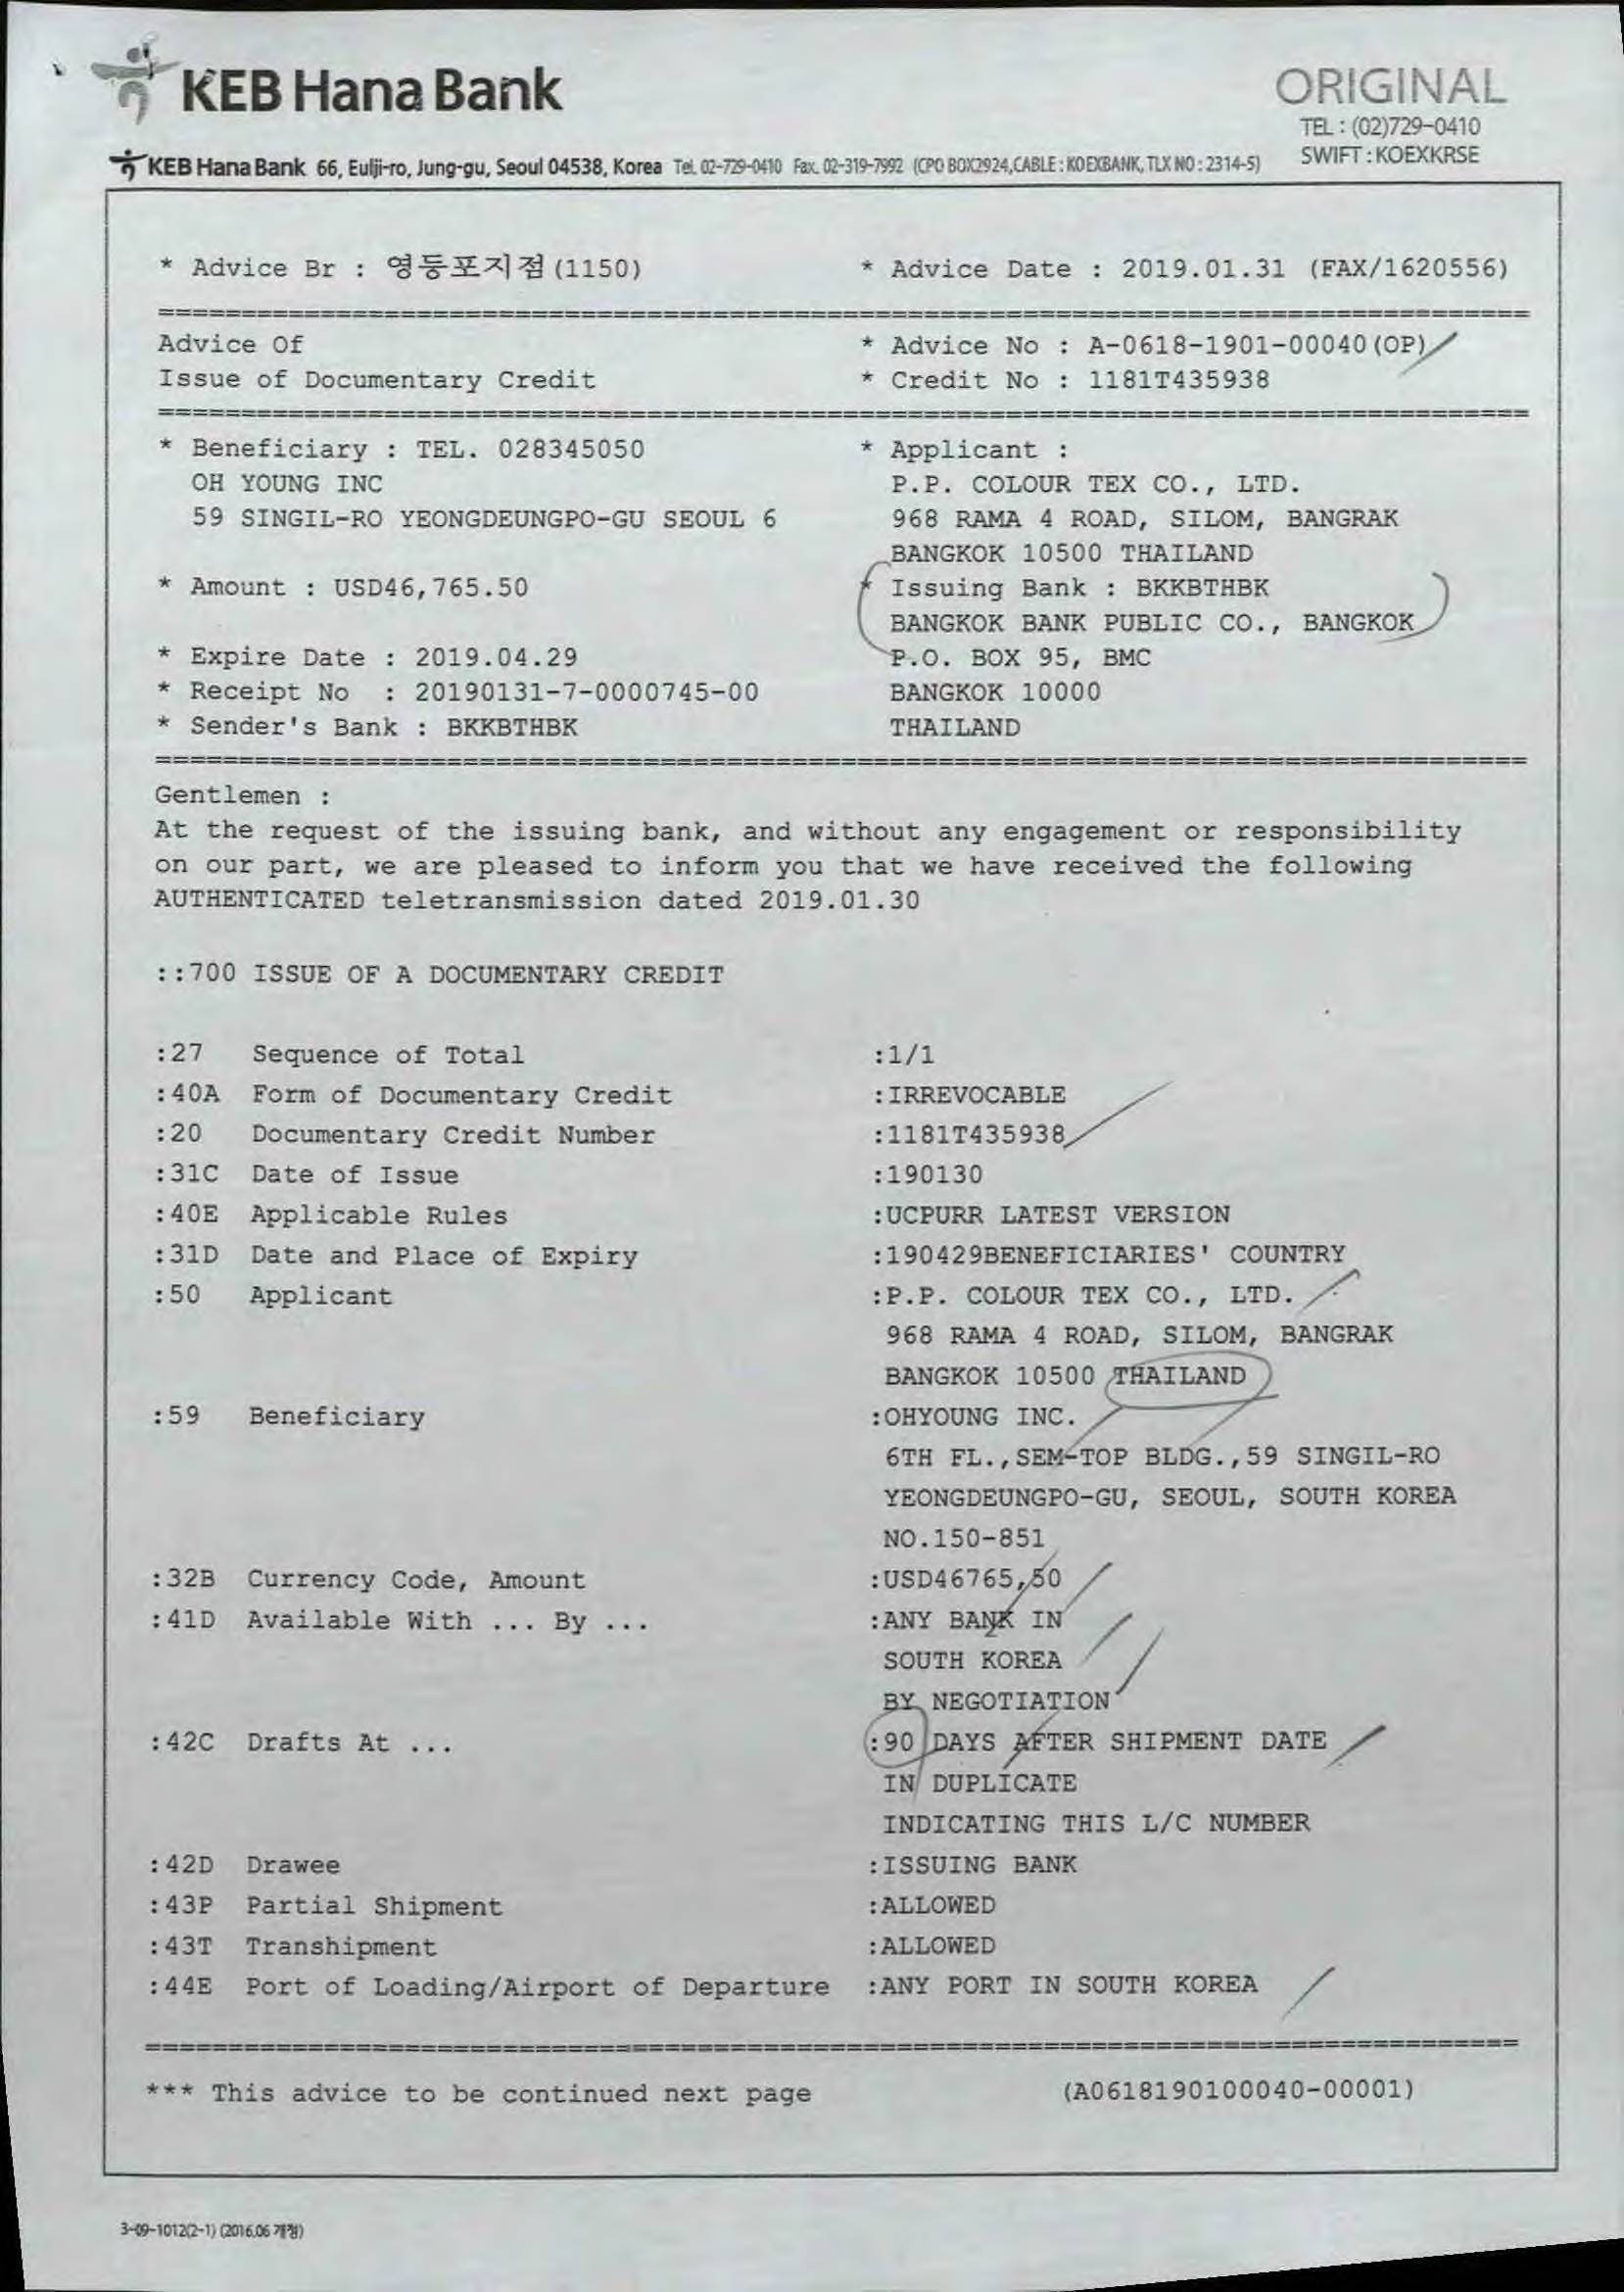 KEB Hana Bank
ORIGINAL
TEL : (02)729-0410
SWIFT : KOEXKRSE
KEB Hana Bank 66, Eulji-ro, Jung-gu, Seoul 04538, Korea Tel. 02-729-0410 Fax. 02-319-7992 (CPO BOX2924,CABLE : KOEXBANK, TLX NO : 2314-5)
* Advice Br : 영등포지점 (1150) * Advice Date : 2019.01.31 (FAX/1620556)
Advice Of * Advice No : A-0618-1901-00040(OP)
Issue of Documentary Credit * Credit No : 1181T435938
* Beneficiary : TEL. 028345050 * Applicant :
OH YOUNG INC P.P. COLOUR TEX CO., LTD.
59 SINGIL-RO YEONGDEUNGPO-GU SEOUL 6 968 RAMA 4 ROAD, SILOM, BANGRAK
BANGKOK 10500 THAILAND
* Amount : USD46,765.50 * Issuing Bank : BKKBTHBK
BANGKOK BANK PUBLIC CO., BANGKOK
* Expire Date : 2019.04.29 P.O. BOX 95, BMC
* Receipt No : 20190131-7-0000745-00 BANGKOK 10000
* Sender's Bank : BKKBTHBK THAILAND
Gentlemen :
At the request of the issuing bank, and without any engagement or responsibility
on our part, we are pleased to inform you that we have received the following
AUTHENTICATED teletransmission dated 2019.01.30
::700 ISSUE OF A DOCUMENTARY CREDIT
:27 Sequence of Total :1/1
:40A Form of Documentary Credit :IRREVOCABLE
:20 Documentary Credit Number :1181T435938
:31C Date of Issue :190130
:40E Applicable Rules :UCPURR LATEST VERSION
:31D Date and Place of Expiry :190429BENEFICIARIES' COUNTRY
:50 Applicant :P.P. COLOUR TEX CO., LTD.
968 RAMA 4 ROAD, SILOM, BANGRAK
BANGKOK 10500 THAILAND
:59 Beneficiary :OHYOUNG INC.
6TH FL.,SEM-TOP BLDG.,59 SINGIL-RO
YEONGDEUNGPO-GU, SEOUL, SOUTH KOREA
NO.150-851
:32B Currency Code, Amount :USD46765,50
:41D Available With ... By ... :ANY BANK IN
SOUTH KOREA
BY NEGOTIATION
:42C Drafts At ... :90 DAYS AFTER SHIPMENT DATE
IN DUPLICATE
INDICATING THIS L/C NUMBER
:42D Drawee :ISSUING BANK
:43P Partial Shipment :ALLOWED
:43T Transhipment :ALLOWED
:44E Port of Loading/Airport of Departure :ANY PORT IN SOUTH KOREA
*** This advice to be continued next page (A0618190100040-00001)
3-09-1012(2-1) (2016.06 개정)